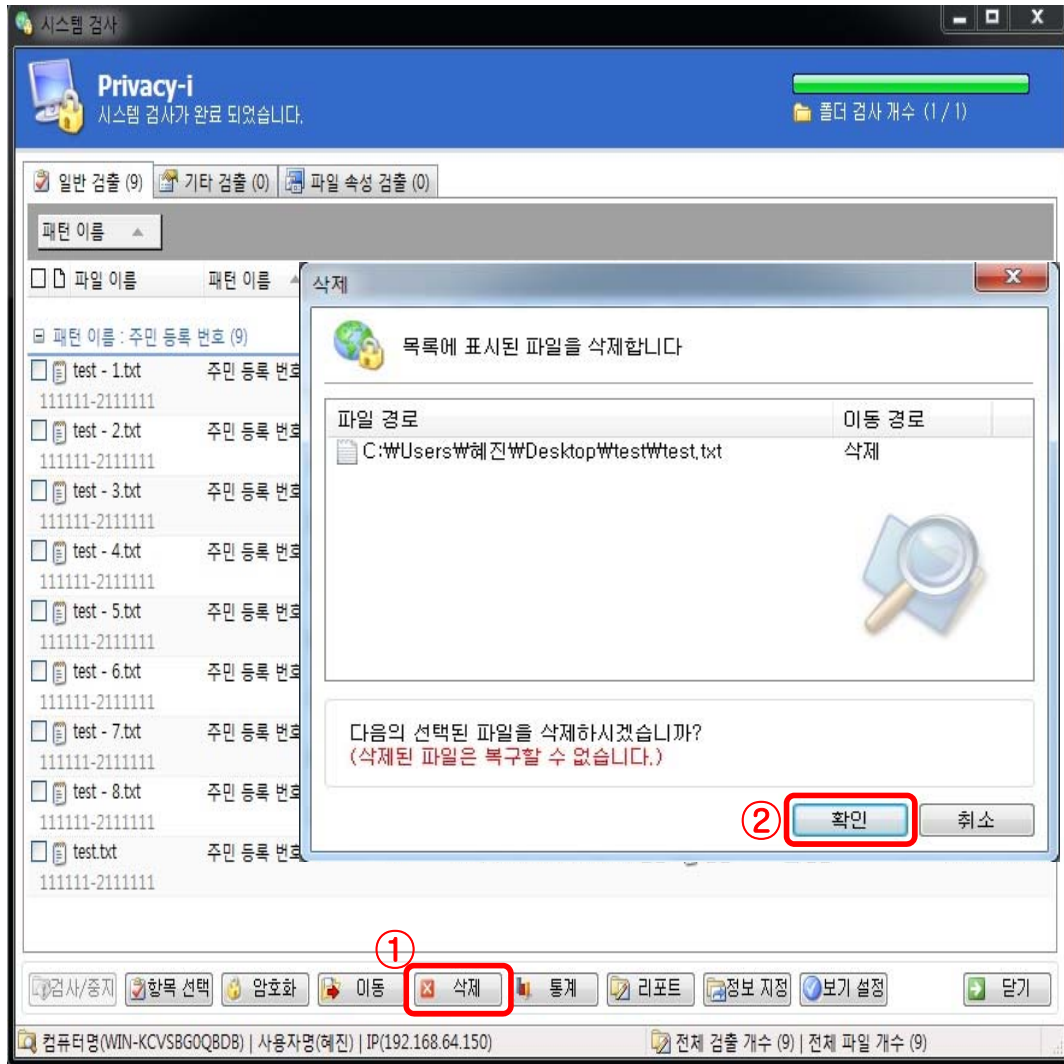 시스템 검사
Privacy-i
시스템 검사가 완료 되었습니다.
폴더 검사 개수 (1 / 1)
일반 검출 (9) 기타 검출 (0) 파일 속성 검출 (0)
패턴 이름
파일 이름 패턴 이름
패턴 이름 : 주민 등록 번호 (9)
test - 1.txt 주민 등록 번호
111111-2111111
test - 2.txt 주민 등록 번호
111111-2111111
test - 3.txt 주민 등록 번호
111111-2111111
test - 4.txt 주민 등록 번호
111111-2111111
test - 5.txt 주민 등록 번호
111111-2111111
test - 6.txt 주민 등록 번호
111111-2111111
test - 7.txt 주민 등록 번호
111111-2111111
test - 8.txt 주민 등록 번호
111111-2111111
test.txt 주민 등록 번호
111111-2111111
삭제
목록에 표시된 파일을 삭제합니다
파일 경로 이동 경로
C:₩Users₩혜진₩Desktop₩test₩test.txt 삭제
다음의 선택된 파일을 삭제하시겠습니까?
(삭제된 파일은 복구할 수 없습니다.)
② 확인 취소
①
검사/중지 항목 선택 암호화 이동 삭제 통계 리포트 정보 지정 보기 설정 닫기
컴퓨터명(WIN-KCVSBG0QBDB) | 사용자명(혜진) | IP(192.168.64.150) 전체 검출 개수 (9) | 전체 파일 개수 (9)